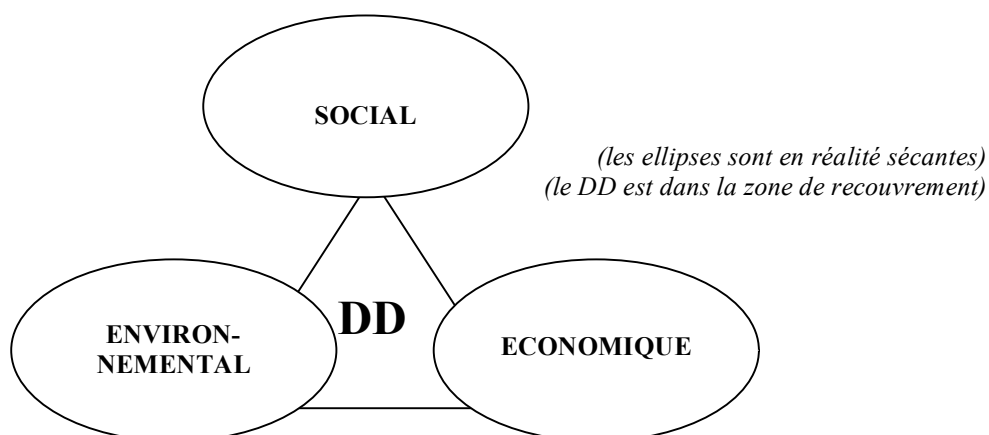 SOCIAL
(les ellipses sont en réalité sécantes)
(le DD est dans la zone de recouvrement)
DD
ENVIRON-
NEMENTAL
ECONOMIQUE